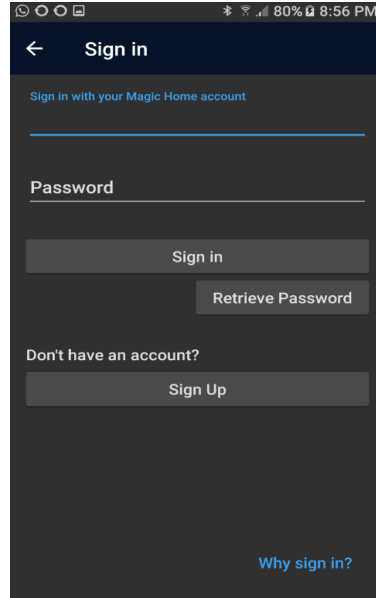 80% 8:56 PM
Sign in
Sign in with your Magic Home account
Password
Sign in
Retrieve Password
Don't have an account?
Sign Up
Why sign in?